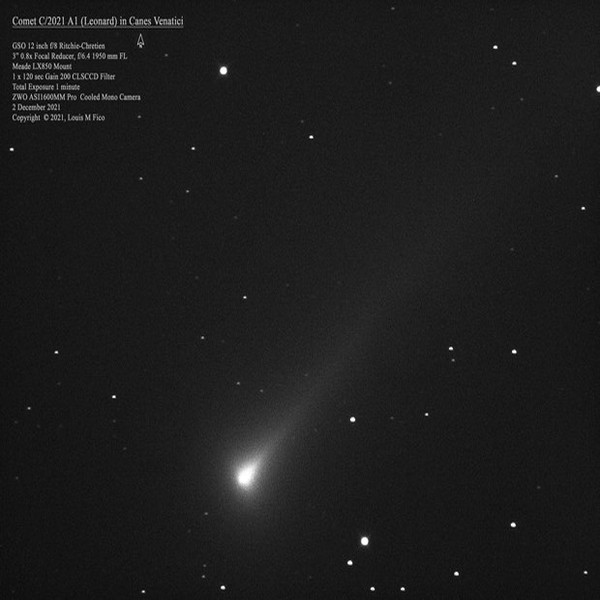 Comet C/2021 A1 (Leonard) in Canes Venatici
GSO 12 inch f/8 Ritchie-Chretien
3" 0.8x Focal Reducer, f/6.4 1950 mm FL
Meade LX850 Mount
1 x 120 sec Gain 200 CLSCCD Filter
Total Exposure 1 minute
ZWO ASI1600MM Pro Cooled Mono Camera
2 December 2021
Copyright © 2021, Louis M Fico